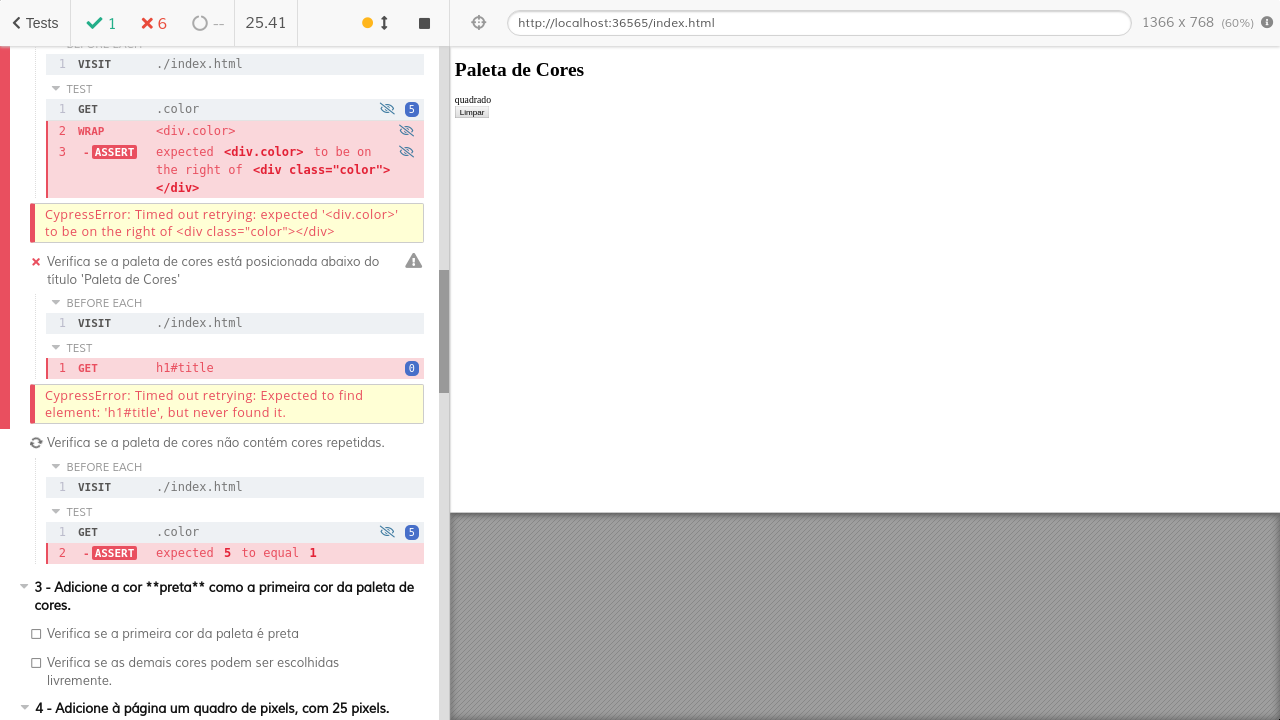 Tests
1
6
--
25.41
http://localhost:36565/index.html
1366 x 768 (60%)
BEFORE EACH
1 VISIT ./index.html
TEST
1 GET .color 5
2 WRAP <div.color>
3 - ASSERT expected <div.color> to be on
the right of <div class="color">
</div>
CypressError: Timed out retrying: expected '<div.color>'
to be on the right of <div class="color"></div>
Verifica se a paleta de cores está posicionada abaixo do
título 'Paleta de Cores'
BEFORE EACH
1 VISIT ./index.html
TEST
1 GET h1#title 0
CypressError: Timed out retrying: Expected to find
element: 'h1#title', but never found it.
Verifica se a paleta de cores não contém cores repetidas.
BEFORE EACH
1 VISIT ./index.html
TEST
1 GET .color 5
2 - ASSERT expected 5 to equal 1
3 - Adicione a cor **preta** como a primeira cor da paleta de
cores.
Verifica se a primeira cor da paleta é preta
Verifica se as demais cores podem ser escolhidas
livremente.
4 - Adicione à página um quadro de pixels, com 25 pixels.
Paleta de Cores
quadrado
Limpar